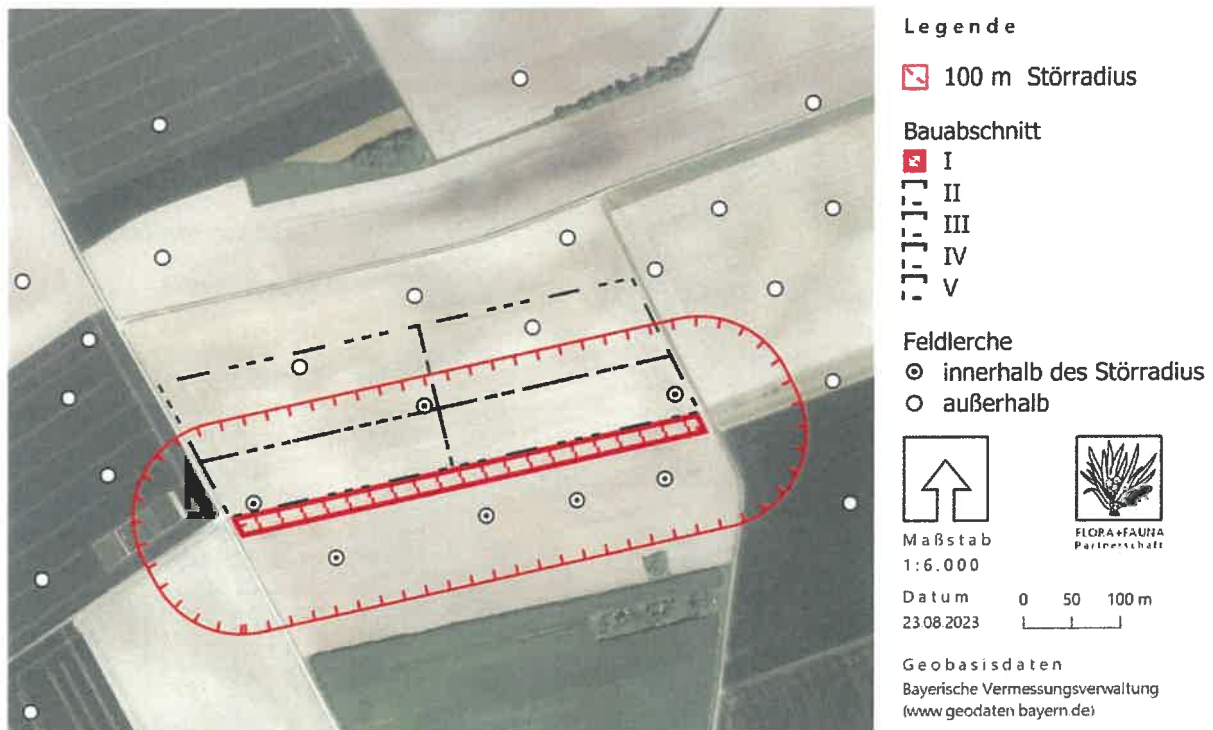 Legende
100 m Störradius
Bauabschnitt
I
II
III
IV
V
Feldlerche
innerhalb des Störradius
außerhalb
Maßstab
1:6.000
FLORA+FAUNA
Partnerschaft
Datum
23.08.2023
0 50 100 m
Geobasisdaten
Bayerische Vermessungsverwaltung
(www geodaten bayern.de)